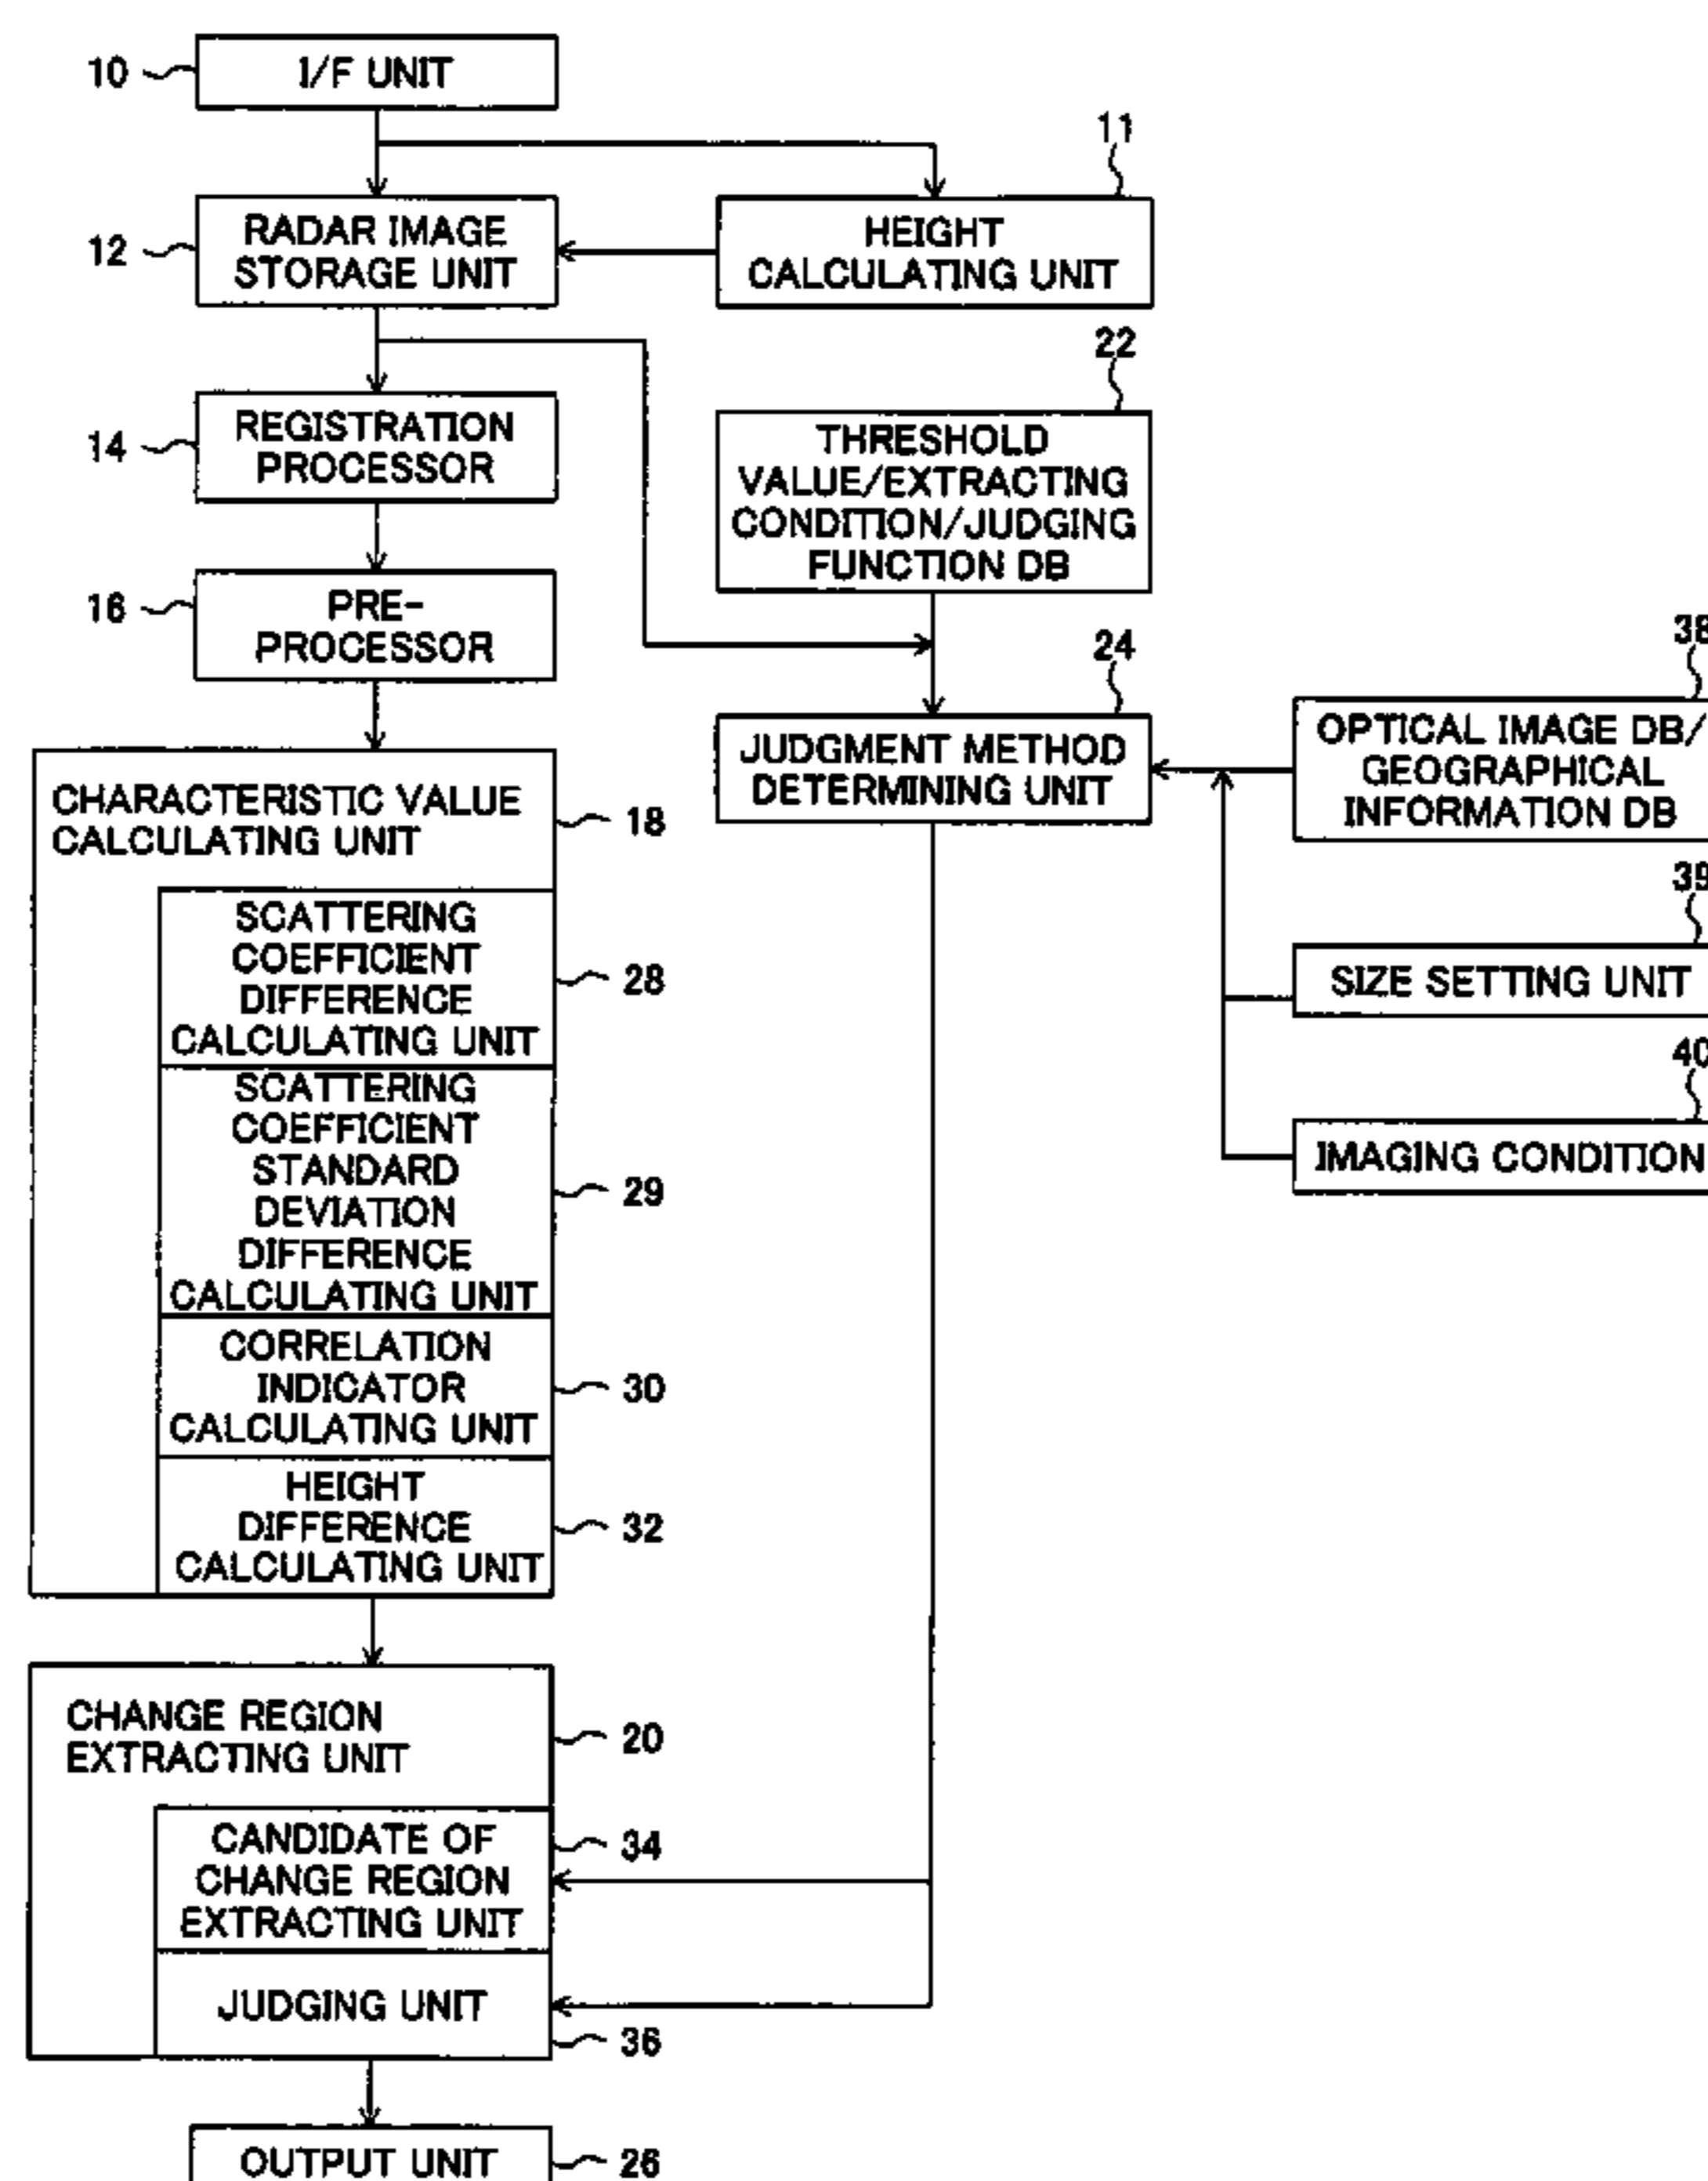 10
I/F UNIT
11
12
RADAR IMAGE
STORAGE UNIT
HEIGHT
CALCULATING UNIT
22
14
REGISTRATION
PROCESSOR
THRESHOLD
VALUE/EXTRACTING
CONDITION/JUDGING
FUNCTION DB
16
PRE-
PROCESSOR
24
38
JUDGMENT METHOD
DETERMINING UNIT
OPTICAL IMAGE DB/
GEOGRAPHICAL
INFORMATION DB
CHARACTERISTIC VALUE
CALCULATING UNIT
18
39
SIZE SETTING UNIT
SCATTERING
COEFFICIENT
DIFFERENCE
CALCULATING UNIT
28
40
IMAGING CONDITION
SCATTERING
COEFFICIENT
STANDARD
DEVIATION
DIFFERENCE
CALCULATING UNIT
29
CORRELATION
INDICATOR
CALCULATING UNIT
30
HEIGHT
DIFFERENCE
CALCULATING UNIT
32
CHANGE REGION
EXTRACTING UNIT
20
CANDIDATE OF
CHANGE REGION
EXTRACTING UNIT
34
JUDGING UNIT
36
OUTPUT UNIT
26